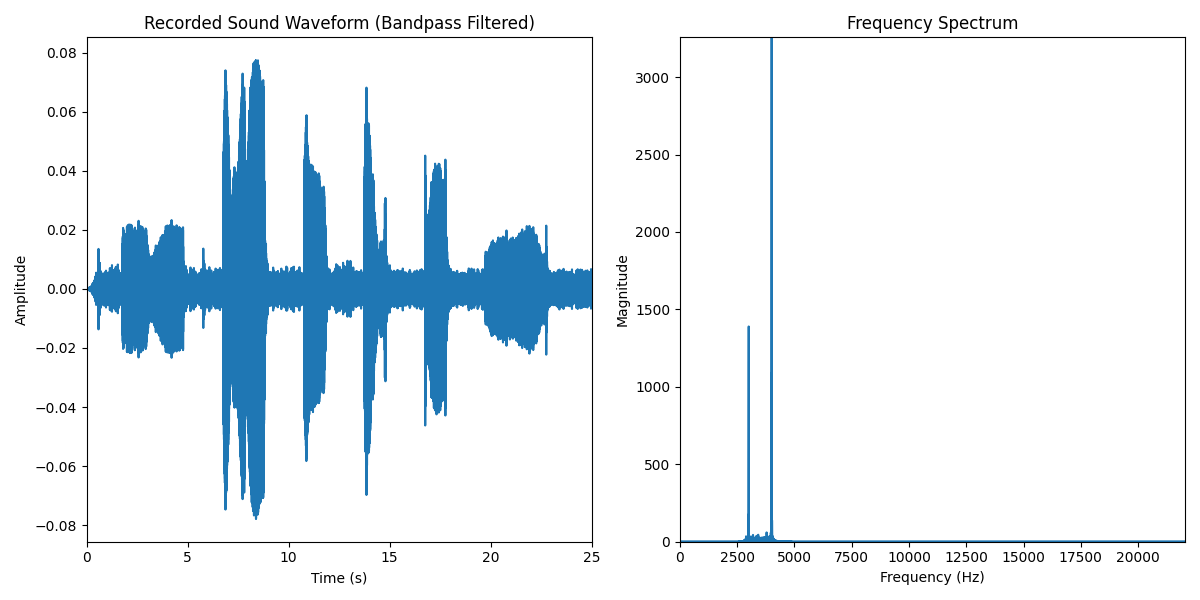 Recorded Sound Waveform (Bandpass Filtered)
Amplitude
0.08
0.06
0.04
0.02
0.00
−0.02
−0.04
−0.06
−0.08
0 5 10 15 20 25
Time (s)
Frequency Spectrum
Magnitude
3000
2500
2000
1500
1000
500
0
0 2500 5000 7500 10000 12500 15000 17500 20000
Frequency (Hz)